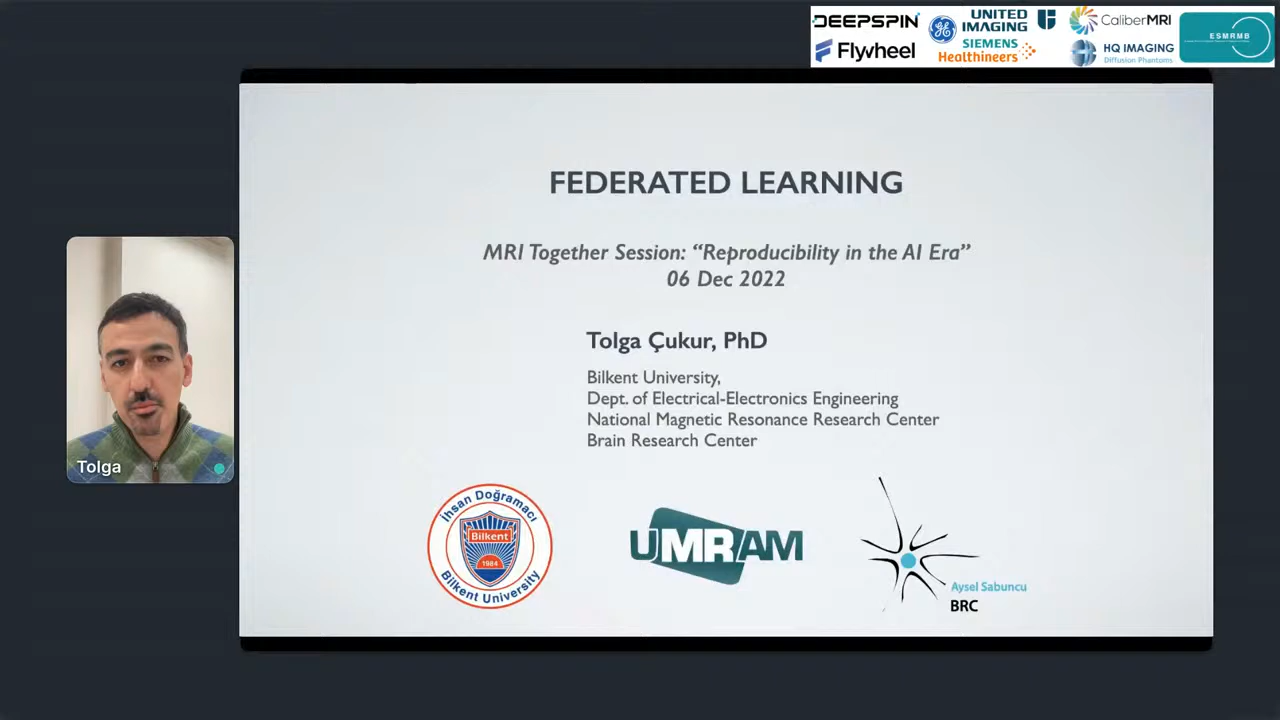 DEEPSPIN
UNITED
IMAGING
CaliberMRI
ESMRMB
Flywheel
SIEMENS
Healthineers
HQ IMAGING
Diffusion Phantoms
FEDERATED LEARNING
MRI Together Session: “Reproducibility in the AI Era”
06 Dec 2022
Tolga Çukur, PhD
Bilkent University,
Dept. of Electrical-Electronics Engineering
National Magnetic Resonance Research Center
Brain Research Center
Tolga
İhsan Doğramacı
Bilkent
1984
Bilkent University
UMRAM
Aysel Sabuncu
BRC